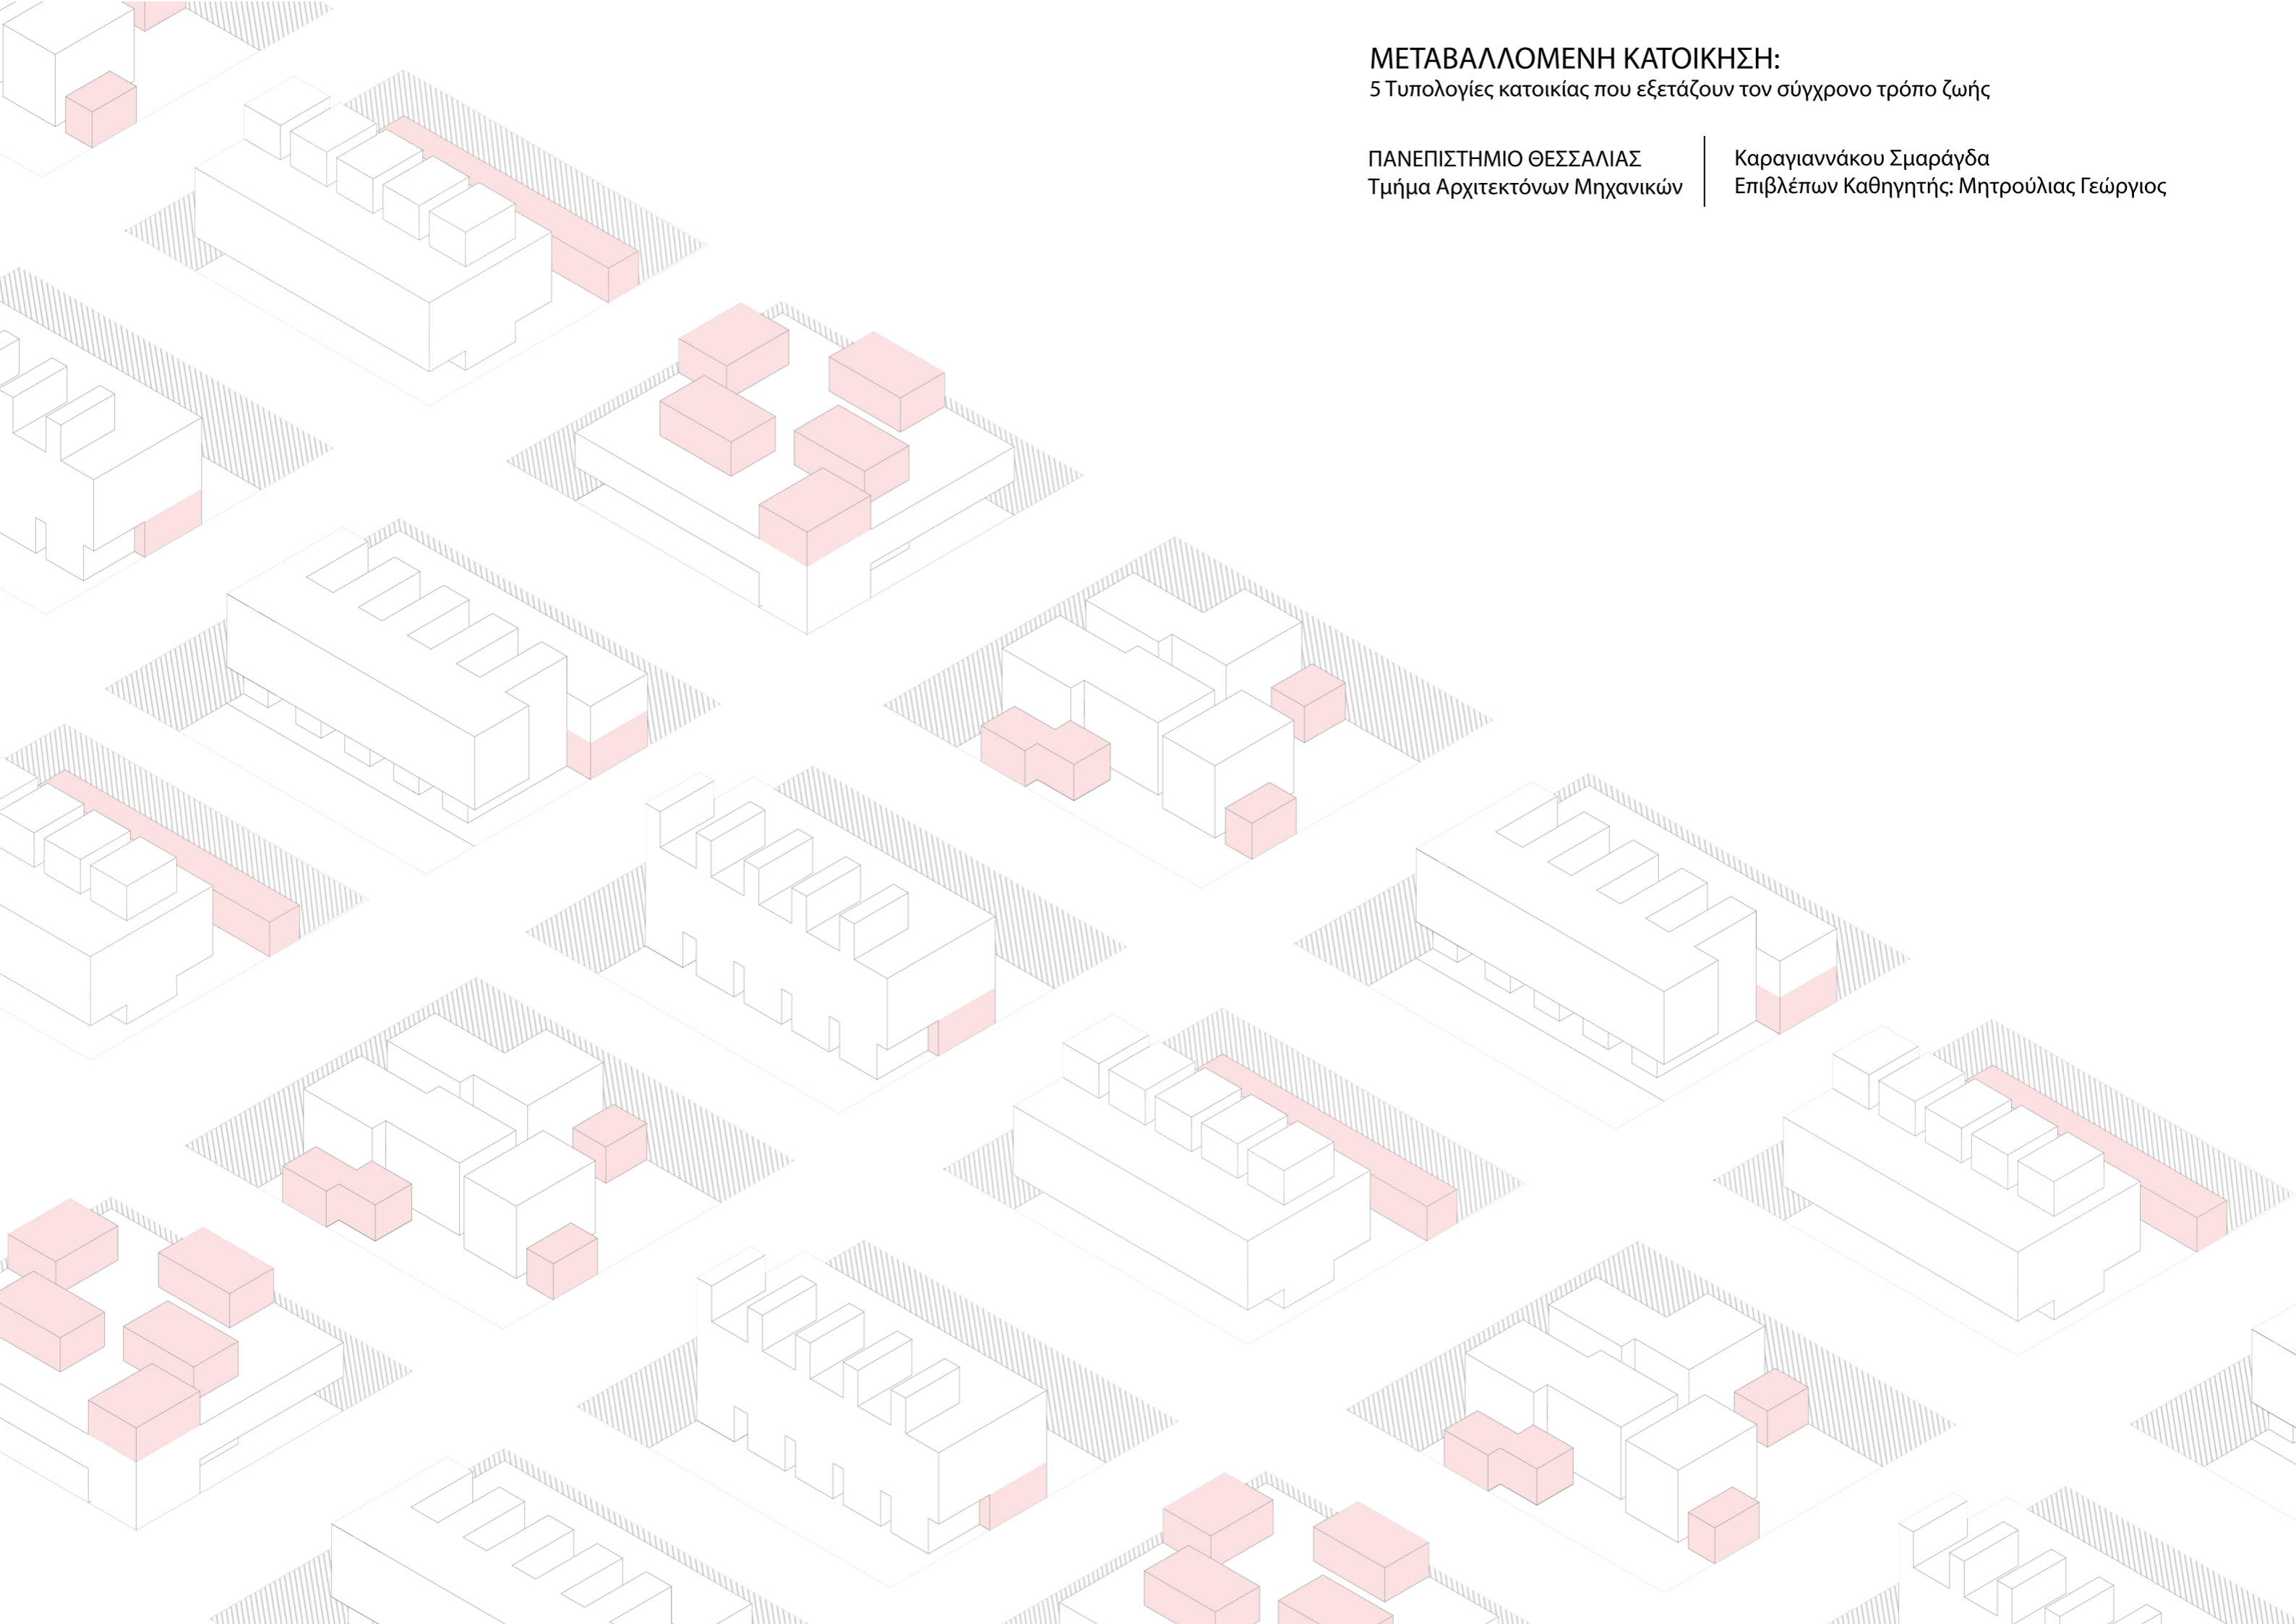 ΜΕΤΑΒΑΛΛΟΜΕΝΗ ΚΑΤΟΙΚΗΣΗ:
5 Τυπολογίες κατοικίας που εξετάζουν τον σύγχρονο τρόπο ζωής
ΠΑΝΕΠΙΣΤΗΜΙΟ ΘΕΣΣΑΛΙΑΣ
Τμήμα Αρχιτεκτόνων Μηχανικών
Καραγιαννάκου Σμαράγδα
Επιβλέπων Καθηγητής: Μητρούλιας Γεώργιος